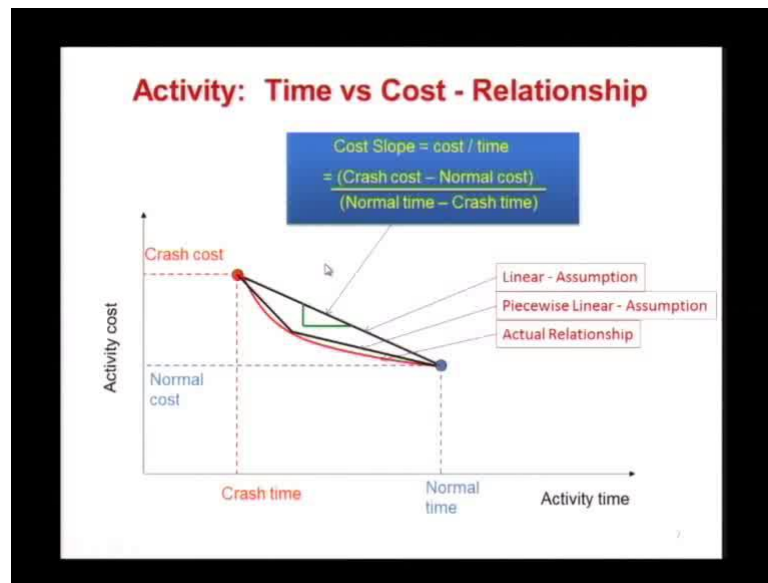 Activity: Time vs Cost - Relationship
Cost Slope = cost / time
= (Crash cost – Normal cost)
(Normal time – Crash time)
Crash cost
Linear - Assumption
Piecewise Linear - Assumption
Actual Relationship
Activity cost
Normal
cost
Crash time
Normal
time
Activity time
7